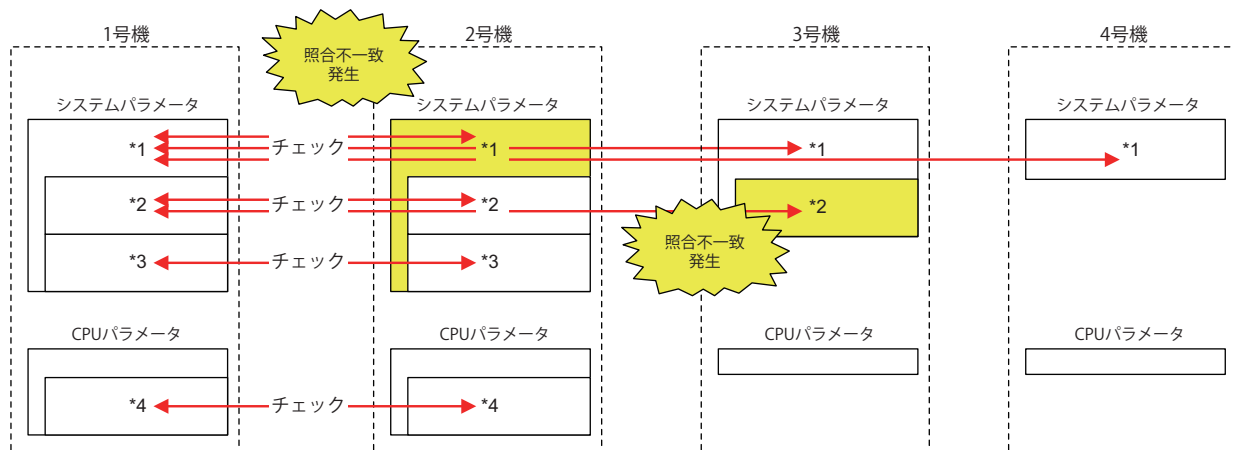 1号機
2号機
3号機
4号機
照合不一致
発生
システムパラメータ
システムパラメータ
システムパラメータ
システムパラメータ
*1
チェック
*1
*1
*1
*2
チェック
*2
*2
*3
チェック
*3
照合不一致
発生
CPUパラメータ
CPUパラメータ
CPUパラメータ
CPUパラメータ
*4
チェック
*4